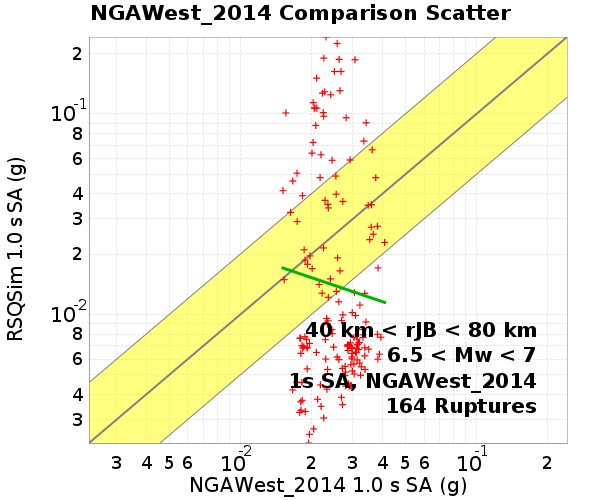 NGAWest_2014 Comparison Scatter
RSQSim 1.0 s SA (g)
2
10-1
8
6
4
3
2
10-2
8
6
4
3
40 km < rJB < 80 km
6.5 < Mw < 7
1s SA, NGAWest_2014
164 Ruptures
3 4 5 6 10-2 2 3 4 5 6 10-1 2
NGAWest_2014 1.0 s SA (g)